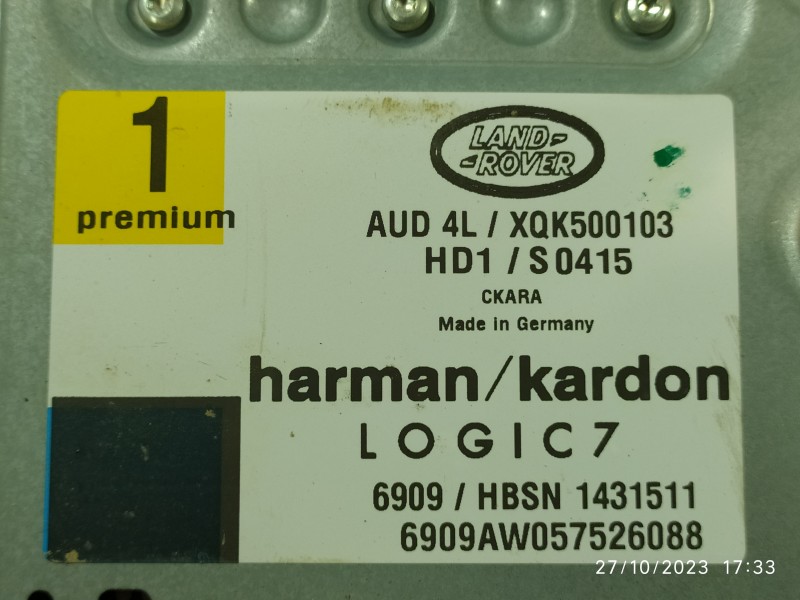 1
premium
LAND-
-ROVER
AUD 4L / XQK500103
HD1 / S0415
CKARA
Made in Germany
harman/kardon
LOGIC7
6909 / HBSN 1431511
6909AW057526088
27/10/2023 17:33